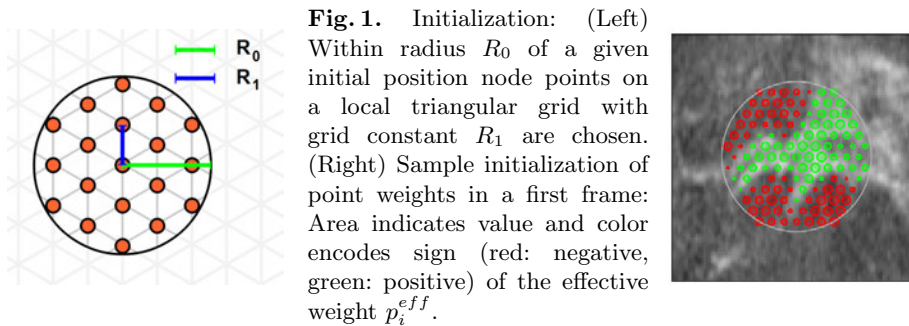 R0
R1
Fig. 1. Initialization: (Left)
Within radius R0 of a given
initial position node points on
a local triangular grid with
grid constant R1 are chosen.
(Right) Sample initialization of
point weights in a first frame:
Area indicates value and color
encodes sign (red: negative,
green: positive) of the effective
weight p_i^{eff}.